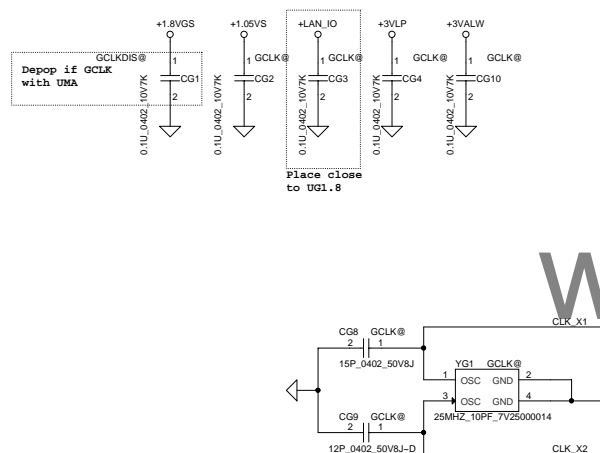 +1.8VGS +1.05VS +LAN_IO +3VLP +3VALW
GCLKDIS@ GCLK@ GCLK@ GCLK@ GCLK@
1 1 1 1 1
Depop if GCLK
with UMA
CG1 CG2 CG3 CG4 CG10
2 2 2 2 2
0.1U_0402_10V7K 0.1U_0402_10V7K 0.1U_0402_10V7K 0.1U_0402_10V7K 0.1U_0402_10V7K
Place close
to UG1.8
W
CLK_X1
CG8 GCLK@
2 1
15P_0402_50V8J
YG1 GCLK@
1 OSC GND 2
3 OSC GND 4
25MHZ_10PF_7V25000014
CG9 GCLK@
2 1
12P_0402_50V8J-D
CLK_X2